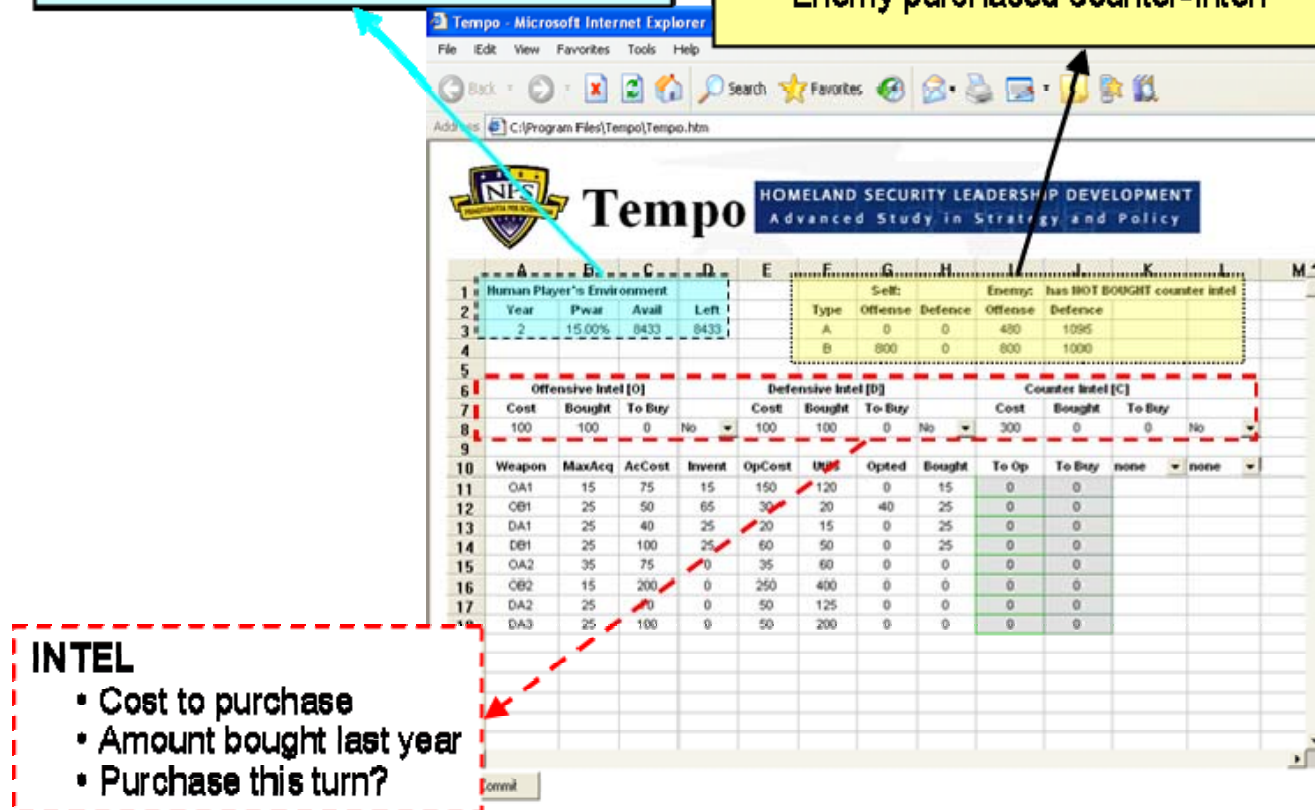 Enemy purchased counter-intel?
Tempo - Microsoft Internet Explorer
File Edit View Favorites Tools Help
Back Search Favorites
Address C:\Program Files\Tempo\Tempo.htm
NPS
Tempo
HOMELAND SECURITY LEADERSHIP DEVELOPMENT
Advanced Study in Strategy and Policy
A B C D E F G H I J K L M
1 Human Player's Environment Self: Enemy: has NOT BOUGHT counter intel
2 Year Pwar Avail Left Type Offense Defence Offense Defence
3 2 15.00% 8433 8433 A 0 0 480 1095
4 B 800 0 800 1000
5
6 Offensive Intel [O] Defensive Intel [D] Counter Intel [C]
7 Cost Bought To Buy Cost Bought To Buy Cost Bought To Buy
8 100 100 0 No 100 100 0 No 300 0 0 No
9
10 Weapon MaxAcq AcCost Invent OpCost Utils Opted Bought To Op To Buy none none
11 OA1 15 75 15 150 120 0 15 0 0
12 OB1 25 50 65 30 20 40 25 0 0
13 DA1 25 40 25 20 15 0 25 0 0
14 DB1 25 100 25 60 50 0 25 0 0
15 OA2 35 75 0 35 60 0 0 0 0
16 OB2 15 200 0 250 400 0 0 0 0
17 DA2 25 0 50 125 0 0 0 0
DA3 25 100 0 50 200 0 0 0 0
INTEL
• Cost to purchase
• Amount bought last year
• Purchase this turn?
Commit